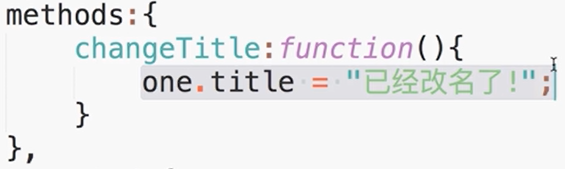 methods:{
changeTitle:function(){
one.title = "已经改名了!";
}
},